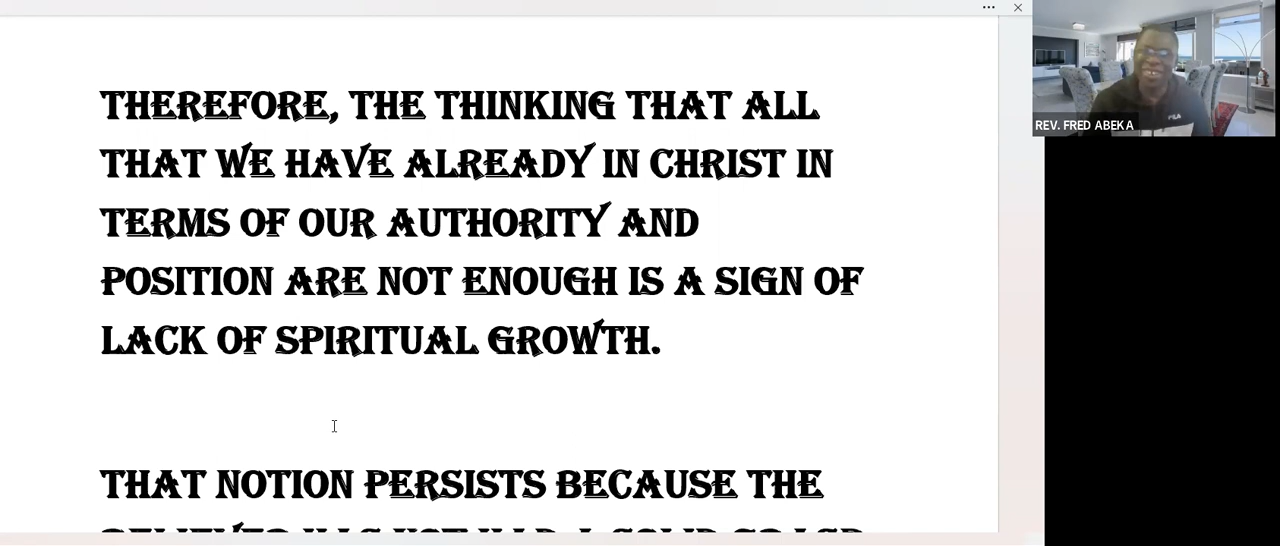 THEREFORE, THE THINKING THAT ALL
THAT WE HAVE ALREADY IN CHRIST IN
TERMS OF OUR AUTHORITY AND
POSITION ARE NOT ENOUGH IS A SIGN OF
LACK OF SPIRITUAL GROWTH.
THAT NOTION PERSISTS BECAUSE THE
REV. FRED ABEKA
FILA